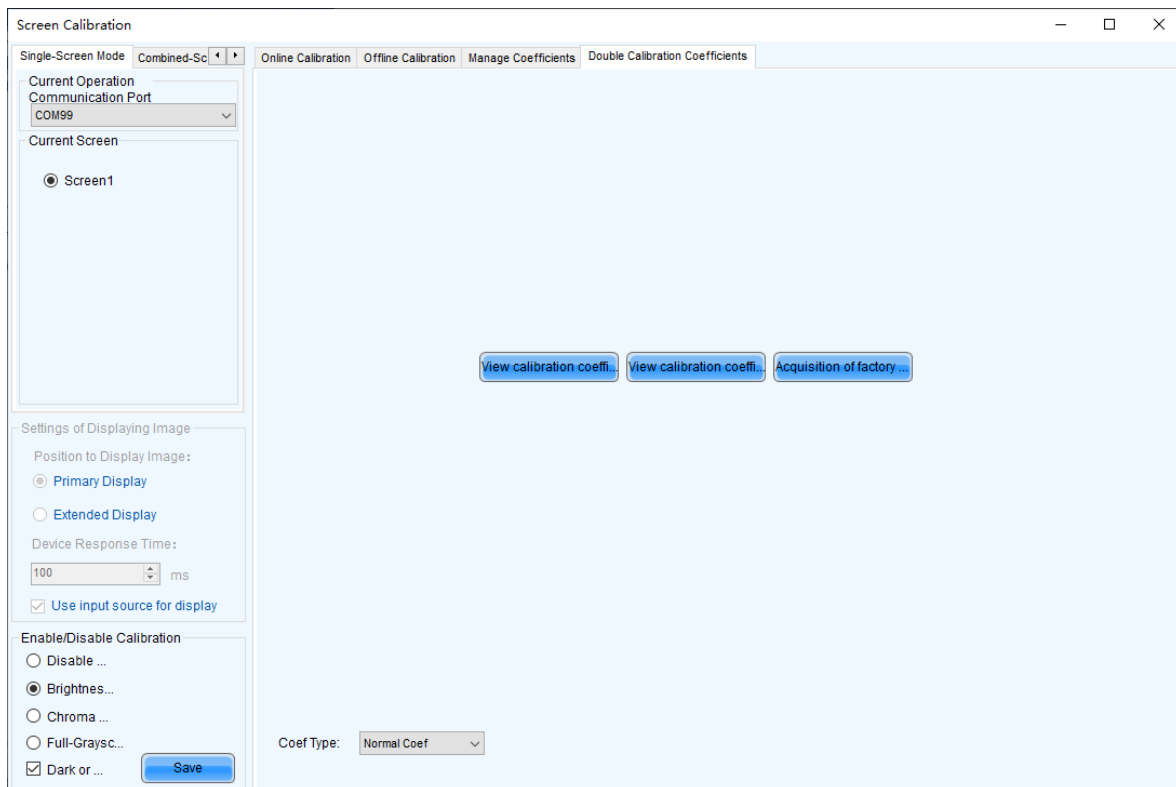 Screen Calibration
Single-Screen Mode Combined-Sc
Online Calibration Offline Calibration Manage Coefficients Double Calibration Coefficients
Current Operation
Communication Port
COM99
Current Screen
Screen1
View calibration coeffi... View calibration coeffi... Acquisition of factory ...
Settings of Displaying Image
Position to Display Image:
Primary Display
Extended Display
Device Response Time:
100 ms
Use input source for display
Enable/Disable Calibration
Disable ...
Brightnes...
Chroma ...
Full-Graysc...
Dark or ...
Save
Coef Type: Normal Coef